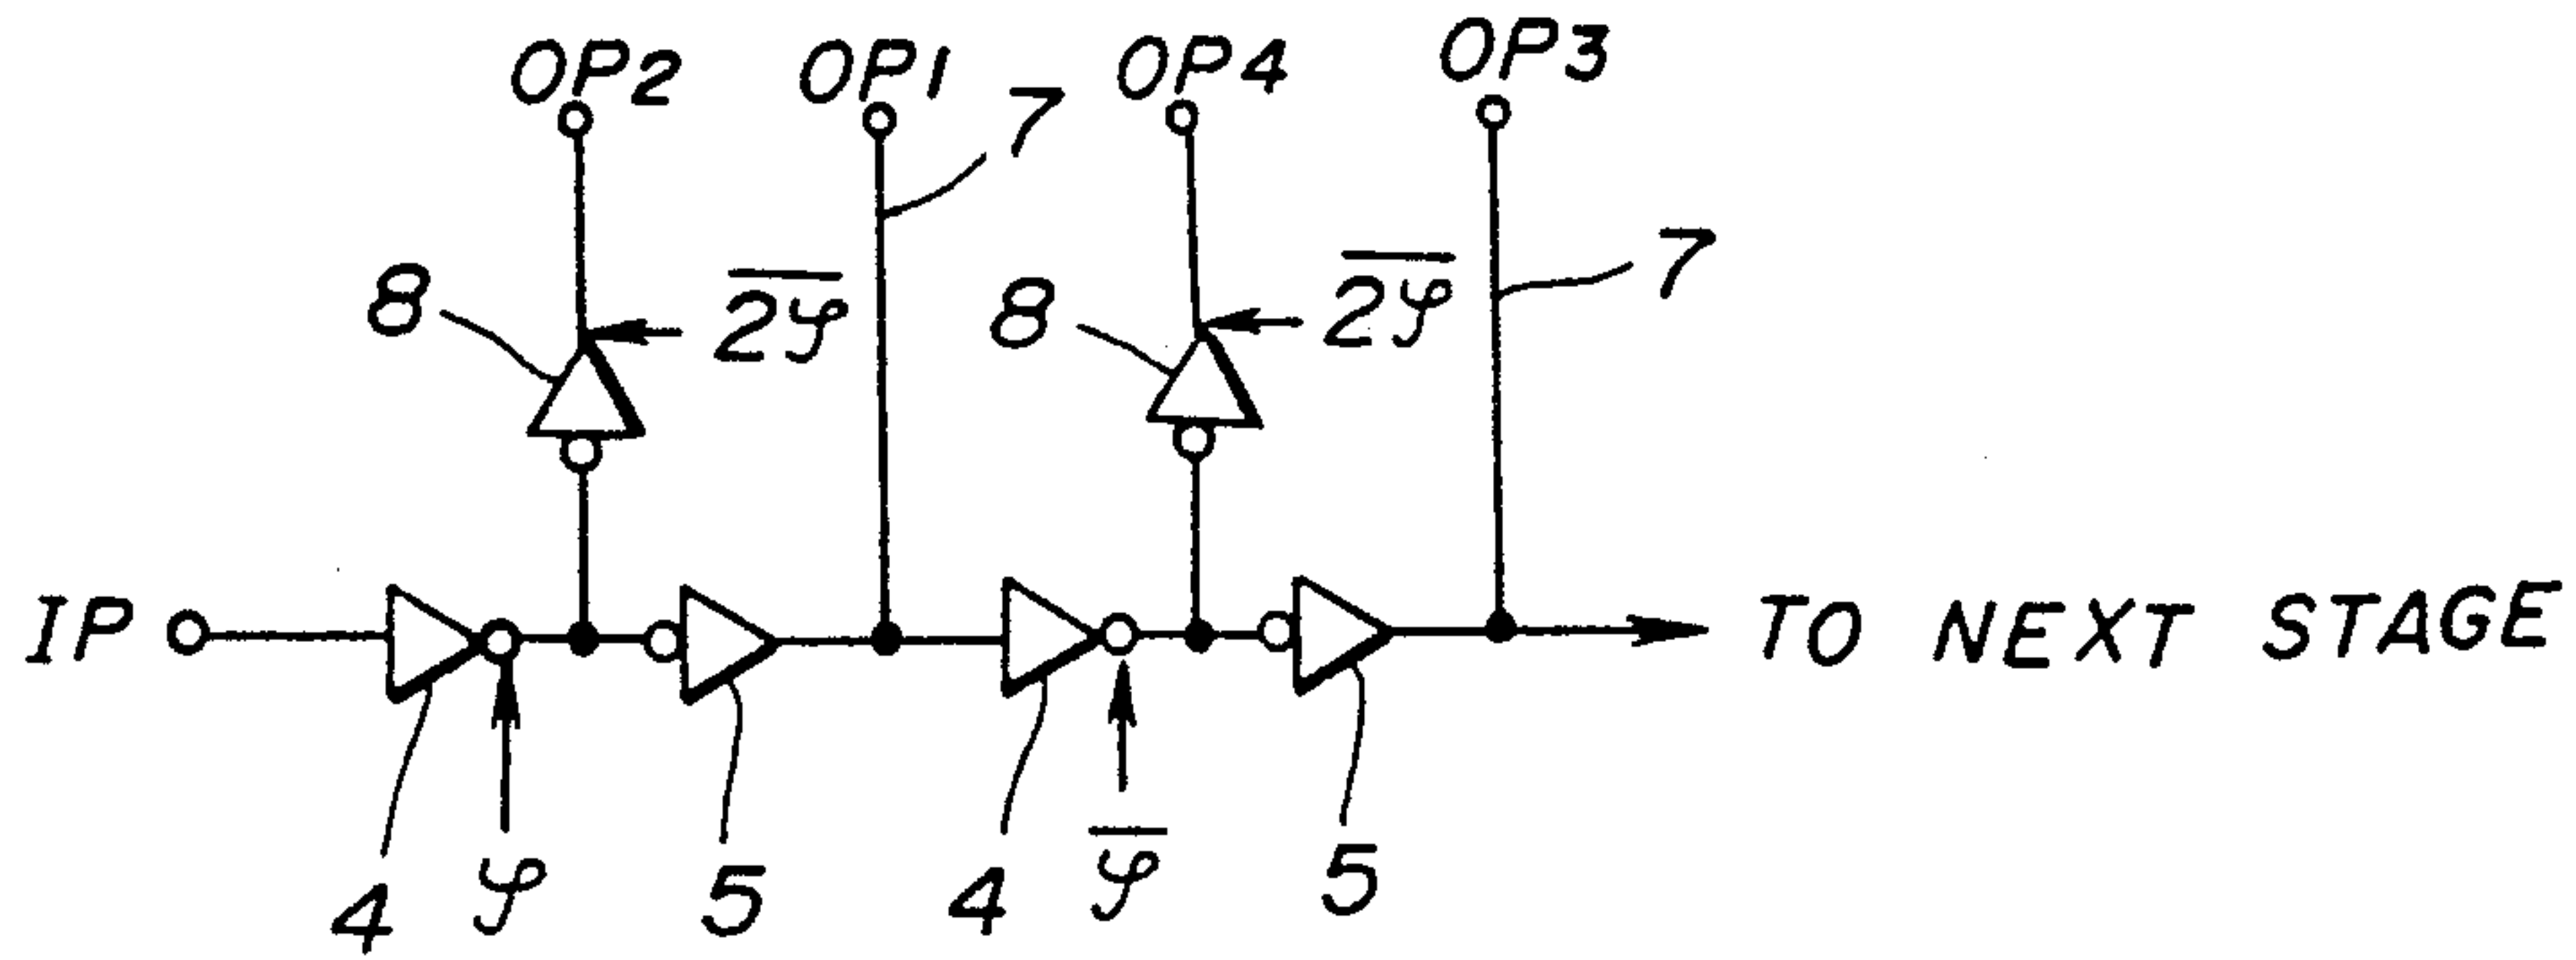 OP2 OP1 OP4 OP3
7
7
8 2φ̅ 8 2φ̅
IP TO NEXT STAGE
4 φ 5 4 φ̅ 5